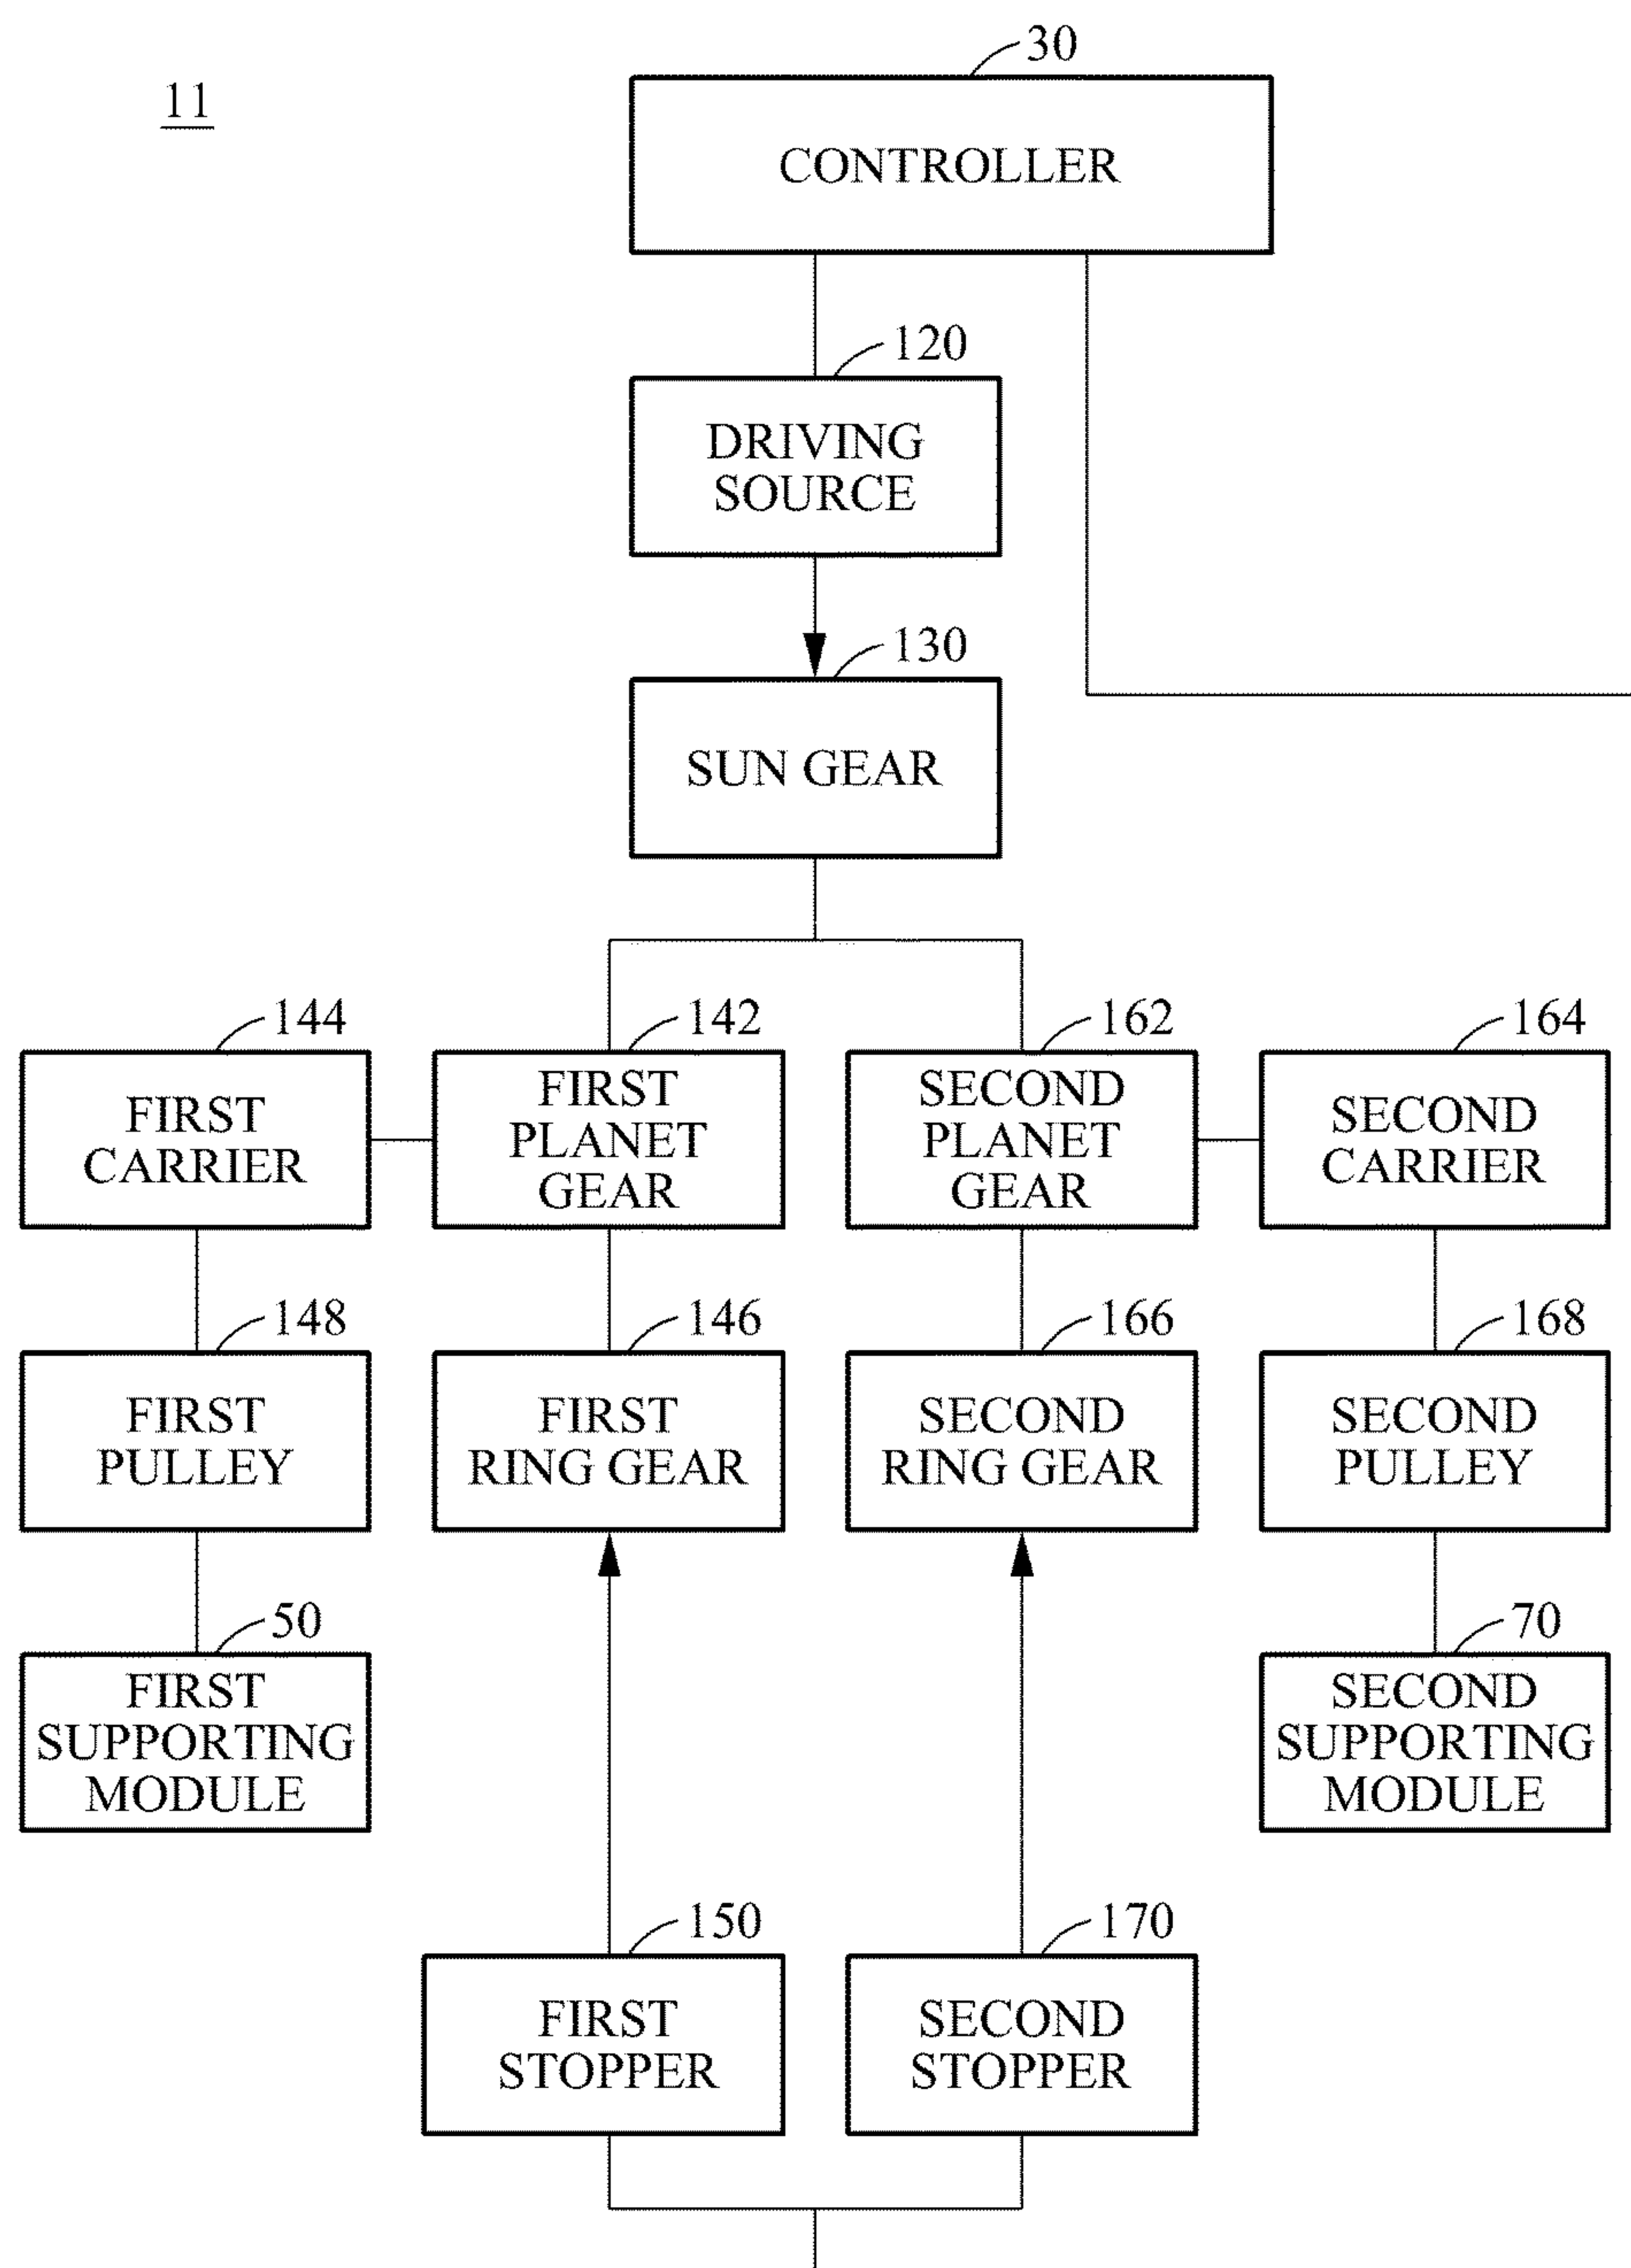 11
30
CONTROLLER
120
DRIVING
SOURCE
130
SUN GEAR
144
FIRST
CARRIER
142
FIRST
PLANET
GEAR
162
SECOND
PLANET
GEAR
164
SECOND
CARRIER
148
FIRST
PULLEY
146
FIRST
RING GEAR
166
SECOND
RING GEAR
168
SECOND
PULLEY
50
FIRST
SUPPORTING
MODULE
70
SECOND
SUPPORTING
MODULE
150
FIRST
STOPPER
170
SECOND
STOPPER